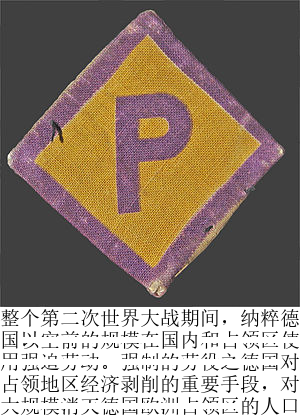 P
整个第二次世界大战期间，纳粹德
国以空前的规模在国内和占领区使
用强迫劳动。强制的劳役之德国对
占领地区经济剥削的重要手段，对
大规模消灭德国欧洲占领区的人口